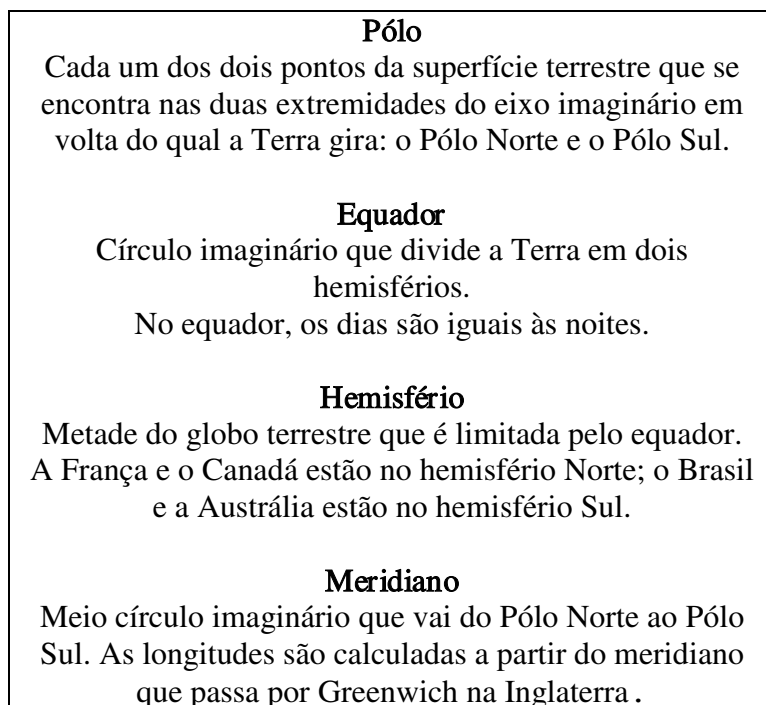 Pólo
Cada um dos dois pontos da superfície terrestre que se
encontra nas duas extremidades do eixo imaginário em
volta do qual a Terra gira: o Pólo Norte e o Pólo Sul.
Equador
Círculo imaginário que divide a Terra em dois
hemisférios.
No equador, os dias são iguais às noites.
Hemisfério
Metade do globo terrestre que é limitada pelo equador.
A França e o Canadá estão no hemisfério Norte; o Brasil
e a Austrália estão no hemisfério Sul.
Meridiano
Meio círculo imaginário que vai do Pólo Norte ao Pólo
Sul. As longitudes são calculadas a partir do meridiano
que passa por Greenwich na Inglaterra.